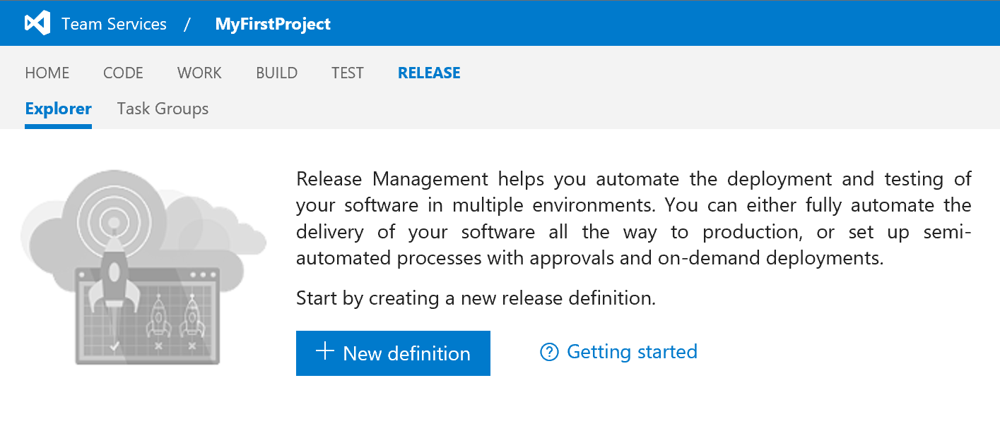 Team Services / MyFirstProject
HOME CODE WORK BUILD TEST RELEASE
Explorer Task Groups
Release Management helps you automate the deployment and testing of
your software in multiple environments. You can either fully automate the
delivery of your software all the way to production, or set up semi-
automated processes with approvals and on-demand deployments.
Start by creating a new release definition.
+ New definition ? Getting started